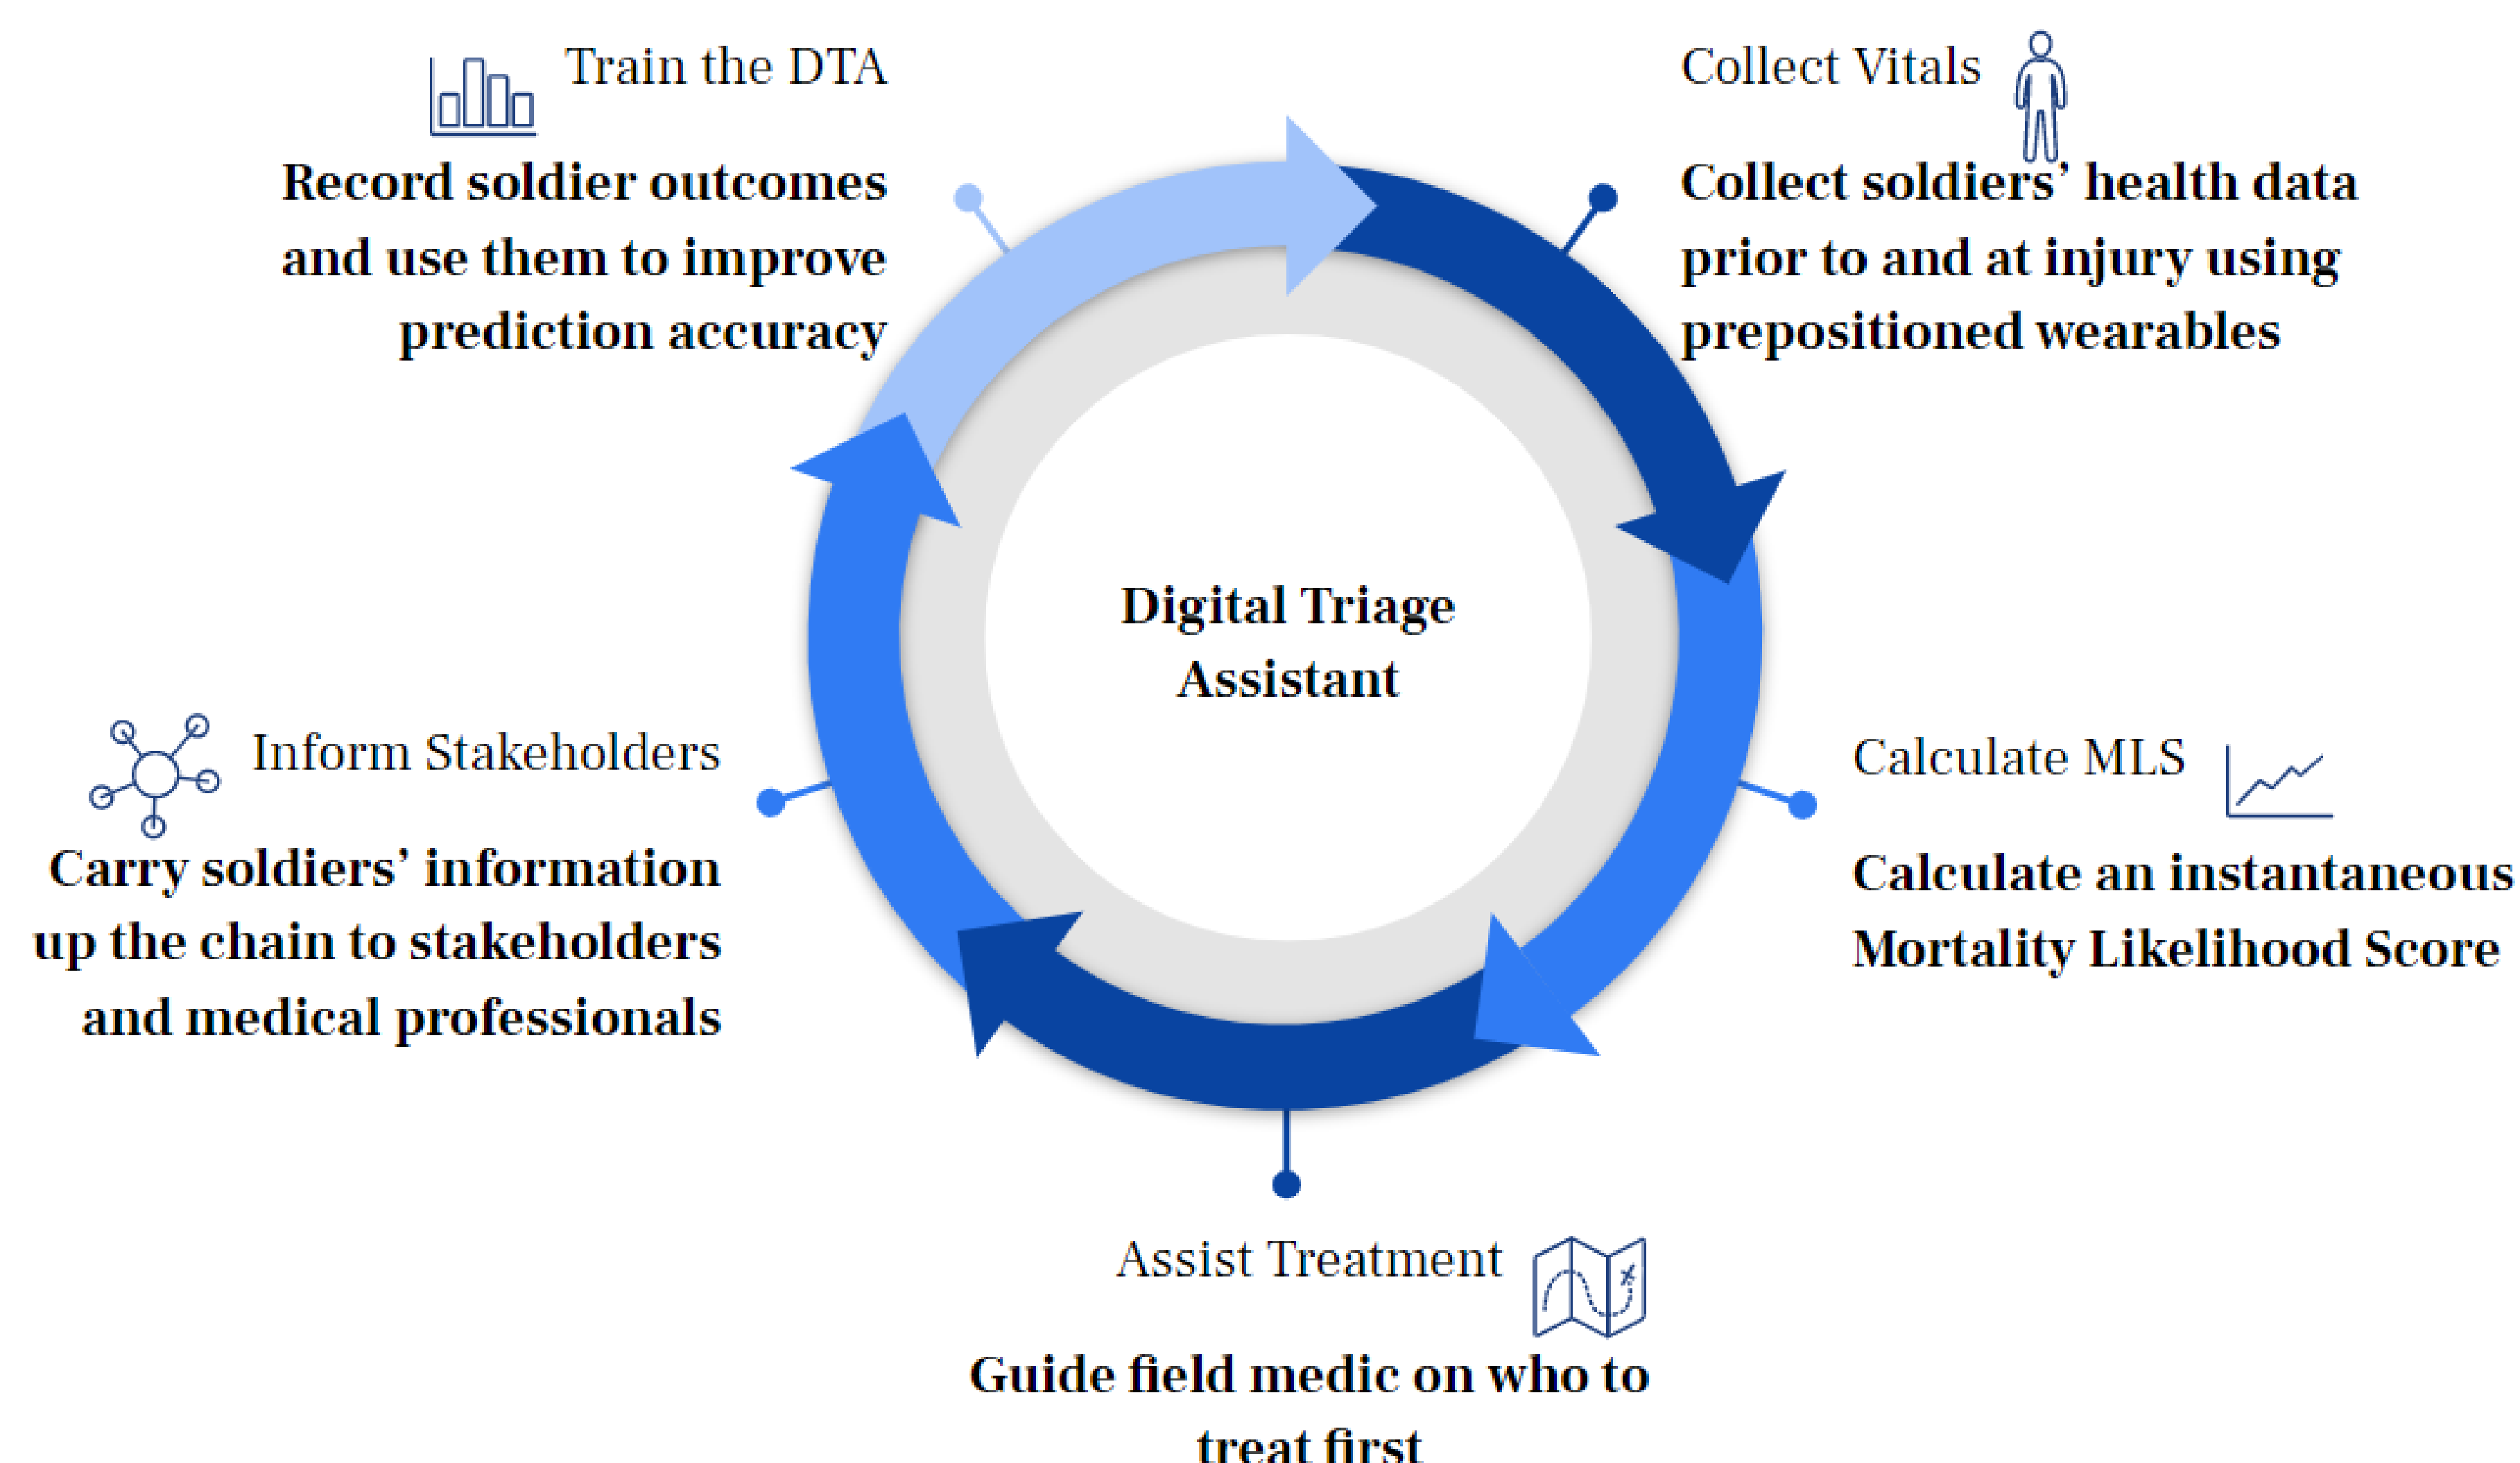 Train the DTA
Record soldier outcomes
and use them to improve
prediction accuracy
Collect Vitals
Collect soldiers’ health data
prior to and at injury using
prepositioned wearables
Digital Triage
Assistant
Inform Stakeholders
Carry soldiers’ information
up the chain to stakeholders
and medical professionals
Calculate MLS
Calculate an instantaneous
Mortality Likelihood Score
Assist Treatment
Guide field medic on who to
treat first